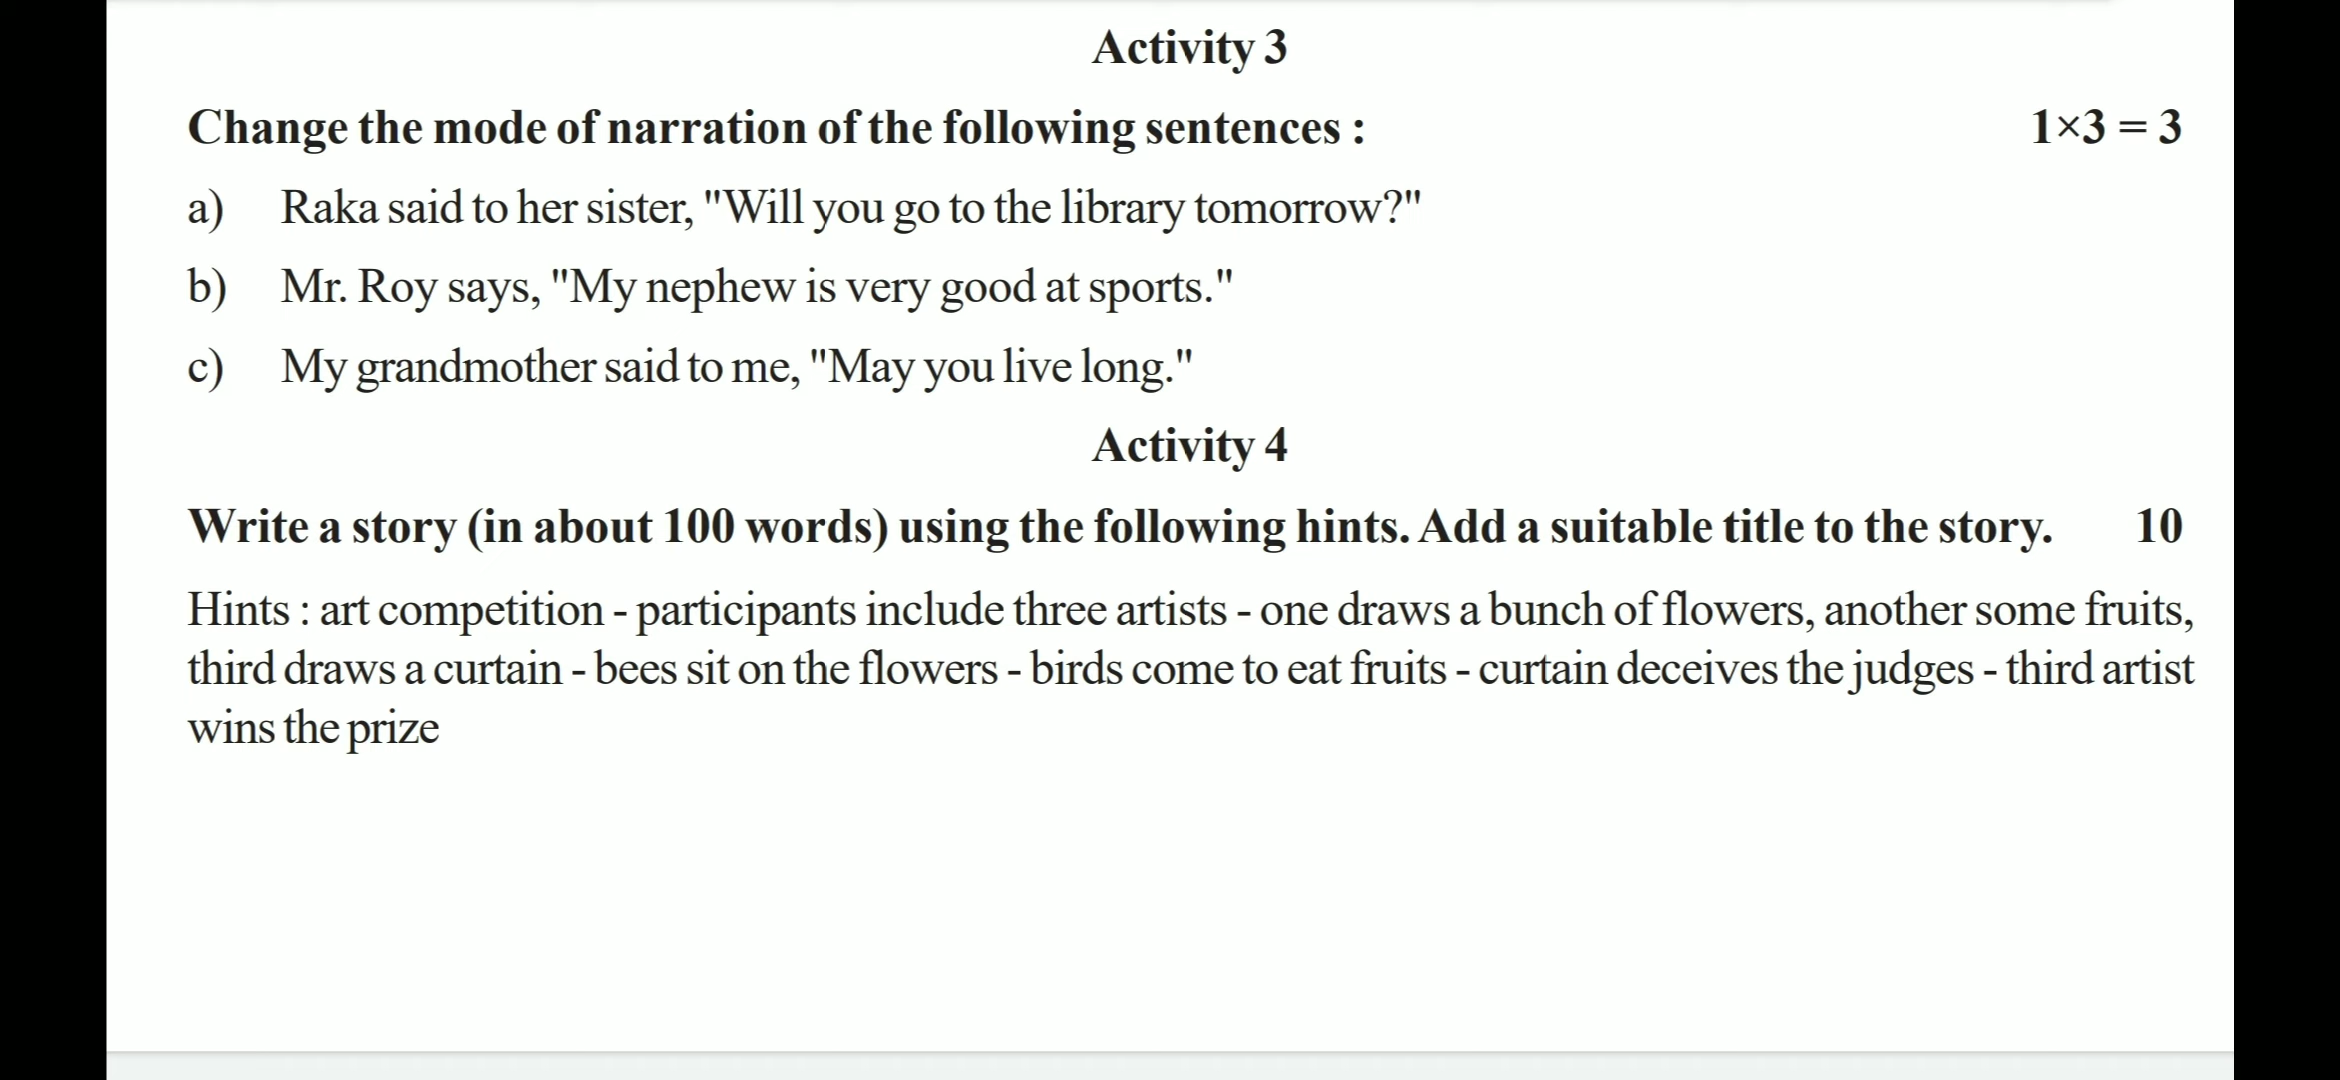 Activity 3
Change the mode of narration of the following sentences : 1×3 = 3
a) Raka said to her sister, "Will you go to the library tomorrow?"
b) Mr. Roy says, "My nephew is very good at sports."
c) My grandmother said to me, "May you live long."
Activity 4
Write a story (in about 100 words) using the following hints. Add a suitable title to the story. 10
Hints : art competition - participants include three artists - one draws a bunch of flowers, another some fruits,
third draws a curtain - bees sit on the flowers - birds come to eat fruits - curtain deceives the judges - third artist
wins the prize